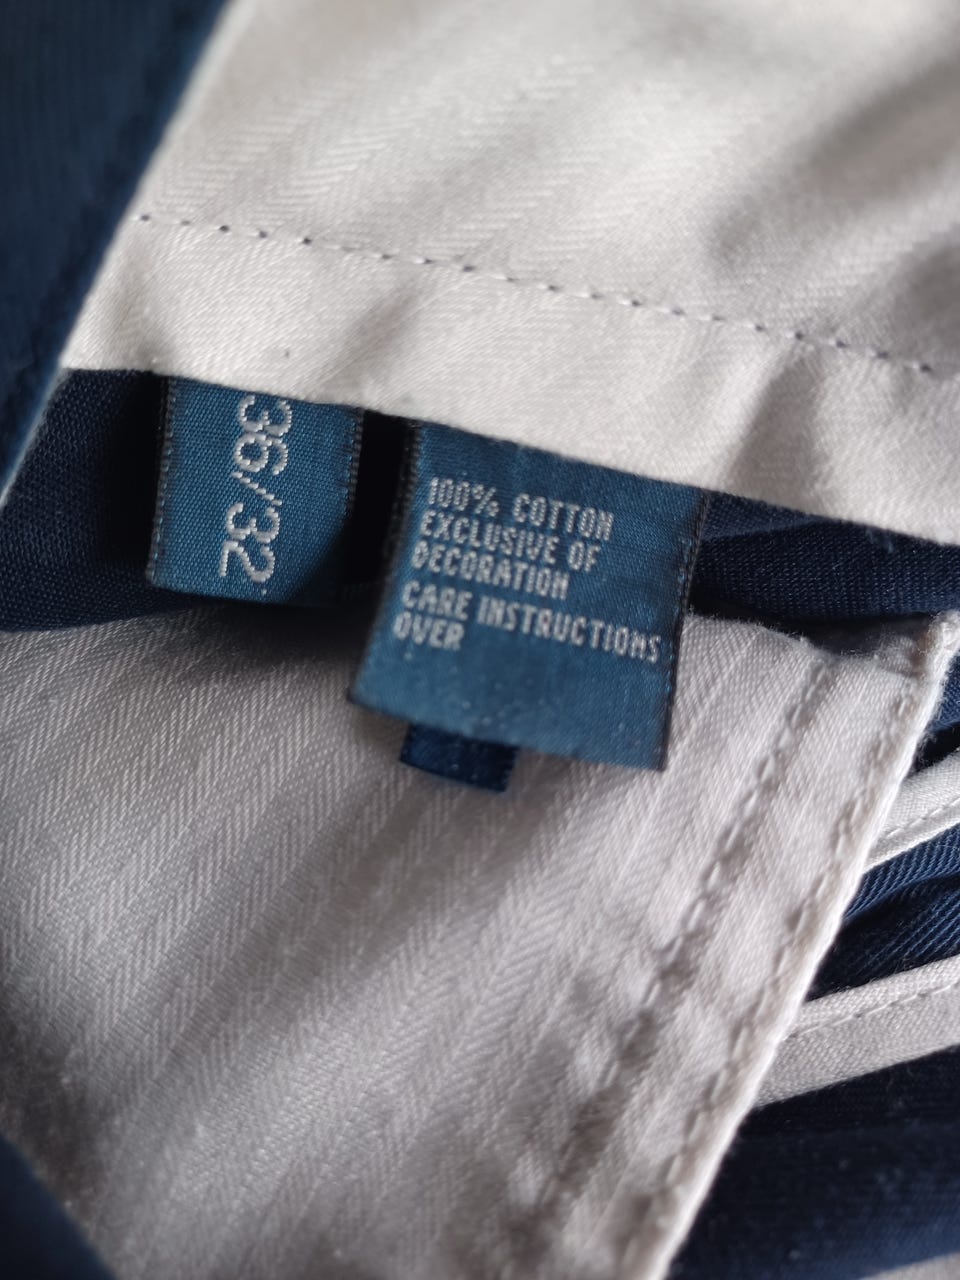 36/32
100% COTTON
EXCLUSIVE OF
DECORATION
CARE INSTRUCTIONS
OVER